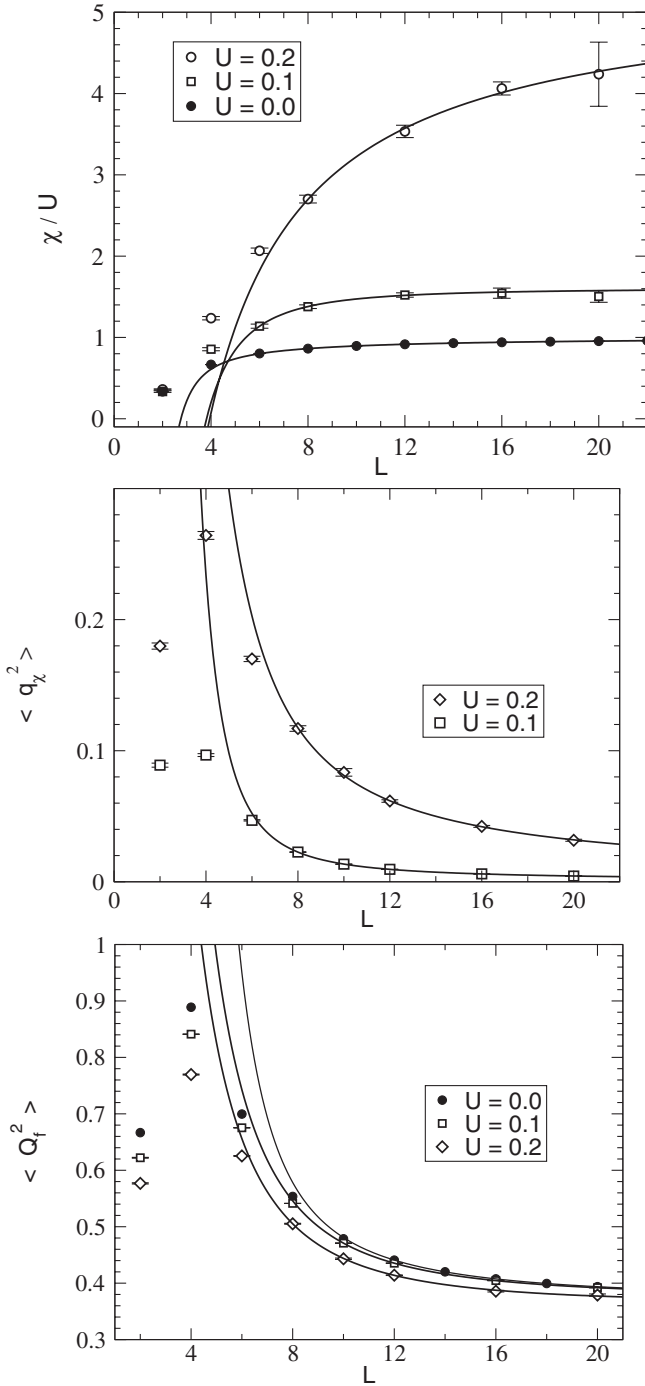 5
4
3
2
1
0
χ / U
U = 0.2
U = 0.1
U = 0.0
0 4 8 12 16 20
L
0.2
0.1
0
< q_χ^2 >
U = 0.2
U = 0.1
0 4 8 12 16 20
L
1
0.9
0.8
0.7
0.6
0.5
0.4
0.3
< Q_f^2 >
U = 0.0
U = 0.1
U = 0.2
4 8 12 16 20
L